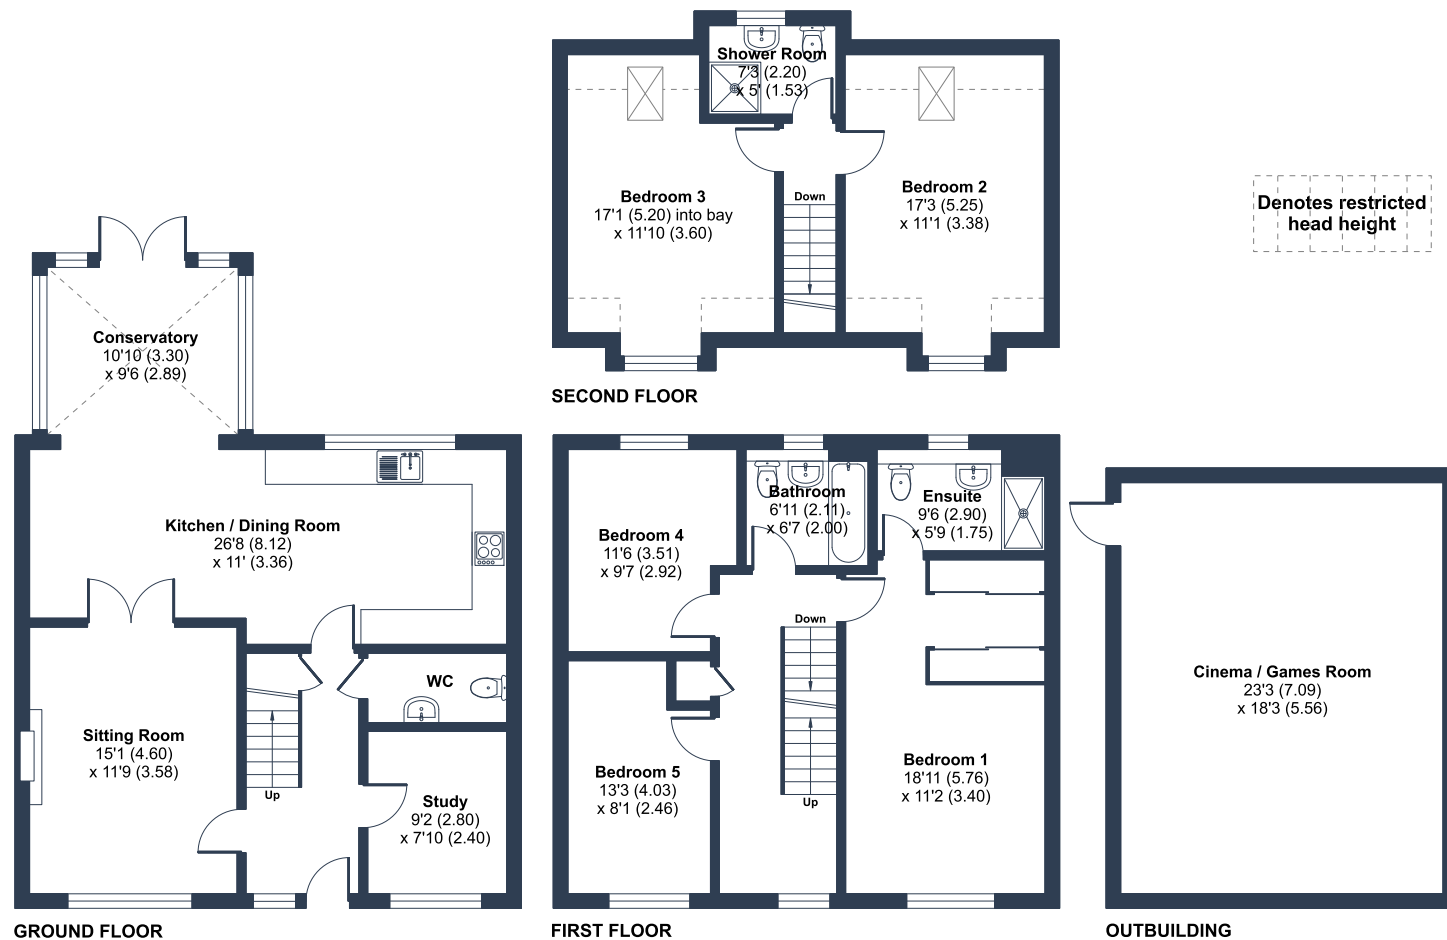 Shower Room
7'3 (2.20)
x 5' (1.53)
Bedroom 3
17'1 (5.20) into bay
x 11'10 (3.60)
Down
Bedroom 2
17'3 (5.25)
x 11'1 (3.38)
Denotes restricted
head height
SECOND FLOOR
Conservatory
10'10 (3.30)
x 9'6 (2.89)
Kitchen / Dining Room
26'8 (8.12)
x 11' (3.36)
WC
Sitting Room
15'1 (4.60)
x 11'9 (3.58)
Up
Study
9'2 (2.80)
x 7'10 (2.40)
GROUND FLOOR
Bathroom
6'11 (2.11)
x 6'7 (2.00)
Ensuite
9'6 (2.90)
x 5'9 (1.75)
Bedroom 4
11'6 (3.51)
x 9'7 (2.92)
Down
Bedroom 5
13'3 (4.03)
x 8'1 (2.46)
Up
Bedroom 1
18'11 (5.76)
x 11'2 (3.40)
FIRST FLOOR
Cinema / Games Room
23'3 (7.09)
x 18'3 (5.56)
OUTBUILDING